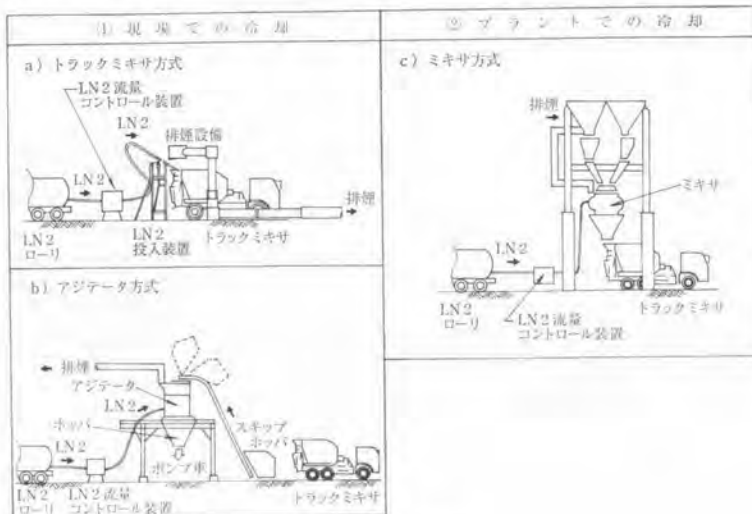 (1) 現場での冷却
a) トラックミキサ方式
LN2流量
コントロール装置
LN2
排煙設備
LN2
排煙
LN2
ローリ
LN2
投入装置
トラックミキサ
b) アジテータ方式
排煙
アジテータ
LN2
ホッパ
スキップ
ホッパ
LN2
ポンプ車
LN2
ローリ
LN2流量
コントロール装置
トラックミキサ
(2) プラントでの冷却
c) ミキサ方式
排煙
ミキサ
LN2
LN2
ローリ
トラックミキサ
LN2流量
コントロール装置